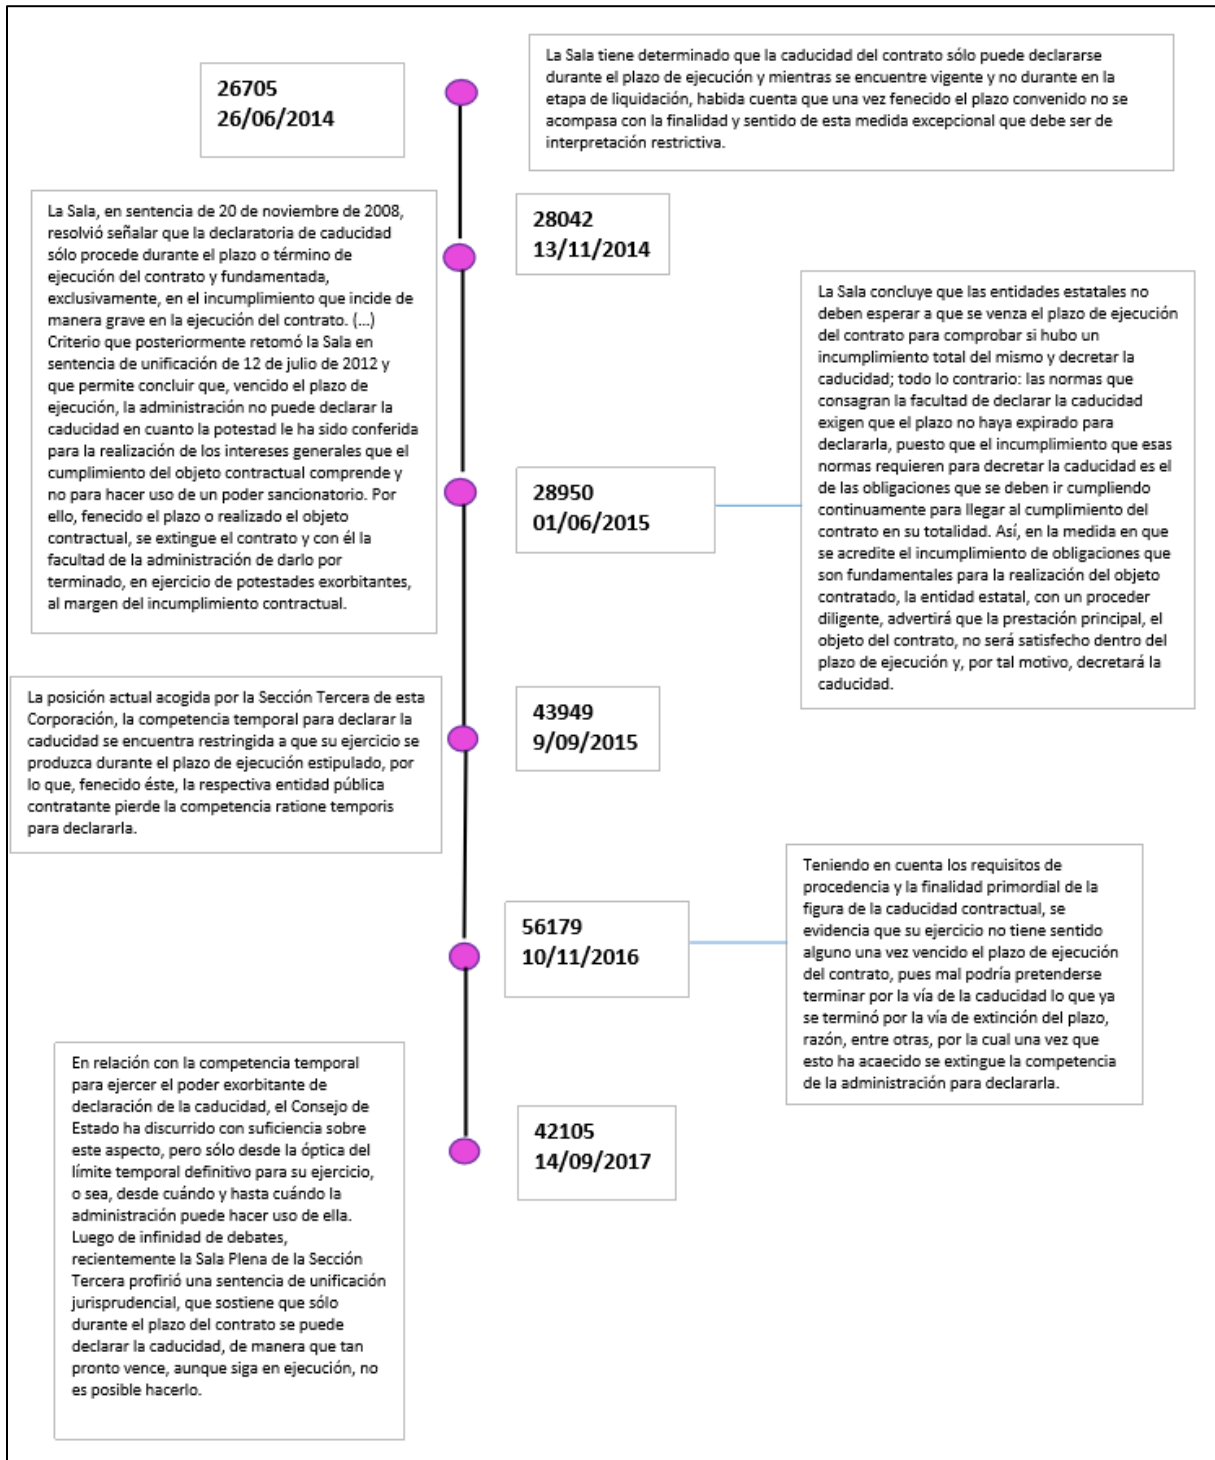 26705
26/06/2014
La Sala tiene determinado que la caducidad del contrato sólo puede declararse
durante el plazo de ejecución y mientras se encuentre vigente y no durante en la
etapa de liquidación, habida cuenta que una vez fenecido el plazo convenido no se
acompasa con la finalidad y sentido de esta medida excepcional que debe ser de
interpretación restrictiva.
28042
13/11/2014
La Sala, en sentencia de 20 de noviembre de 2008,
resolvió señalar que la declaratoria de caducidad
sólo procede durante el plazo o término de
ejecución del contrato y fundamentada,
exclusivamente, en el incumplimiento que incide de
manera grave en la ejecución del contrato. (...)
Criterio que posteriormente retomó la Sala en
sentencia de unificación de 12 de julio de 2012 y
que permite concluir que, vencido el plazo de
ejecución, la administración no puede declarar la
caducidad en cuanto la potestad le ha sido conferida
para la realización de los intereses generales que el
cumplimiento del objeto contractual comprende y
no para hacer uso de un poder sancionatorio. Por
ello, fenecido el plazo o realizado el objeto
contractual, se extingue el contrato y con él la
facultad de la administración de darlo por
terminado, en ejercicio de potestades exorbitantes,
al margen del incumplimiento contractual.
28950
01/06/2015
La Sala concluye que las entidades estatales no
deben esperar a que se venza el plazo de ejecución
del contrato para comprobar si hubo un
incumplimiento total del mismo y decretar la
caducidad; todo lo contrario: las normas que
consagran la facultad de declarar la caducidad
exigen que el plazo no haya expirado para
declararla, puesto que el incumplimiento que esas
normas requieren para decretar la caducidad es el
de las obligaciones que se deben ir cumpliendo
continuamente para llegar al cumplimiento del
contrato en su totalidad. Así, en la medida en que
se acredite el incumplimiento de obligaciones que
son fundamentales para la realización del objeto
contratado, la entidad estatal, con un proceder
diligente, advertirá que la prestación principal, el
objeto del contrato, no será satisfecho dentro del
plazo de ejecución y, por tal motivo, decretará la
caducidad.
43949
9/09/2015
La posición actual acogida por la Sección Tercera de esta
Corporación, la competencia temporal para declarar la
caducidad se encuentra restringida a que su ejercicio se
produzca durante el plazo de ejecución estipulado, por
lo que, fenecido éste, la respectiva entidad pública
contratante pierde la competencia ratione temporis
para declararla.
56179
10/11/2016
Teniendo en cuenta los requisitos de
procedencia y la finalidad primordial de la
figura de la caducidad contractual, se
evidencia que su ejercicio no tiene sentido
alguno una vez vencido el plazo de ejecución
del contrato, pues mal podría pretenderse
terminar por la vía de la caducidad lo que ya
se terminó por la vía de extinción del plazo,
razón, entre otras, por la cual una vez que
esto ha acaecido se extingue la competencia
de la administración para declararla.
42105
14/09/2017
En relación con la competencia temporal
para ejercer el poder exorbitante de
declaración de la caducidad, el Consejo de
Estado ha discurrido con suficiencia sobre
este aspecto, pero sólo desde la óptica del
límite temporal definitivo para su ejercicio,
o sea, desde cuándo y hasta cuándo la
administración puede hacer uso de ella.
Luego de infinidad de debates,
recientemente la Sala Plena de la Sección
Tercera profirió una sentencia de unificación
jurisprudencial, que sostiene que sólo
durante el plazo del contrato se puede
declarar la caducidad, de manera que tan
pronto vence, aunque siga en ejecución, no
es posible hacerlo.